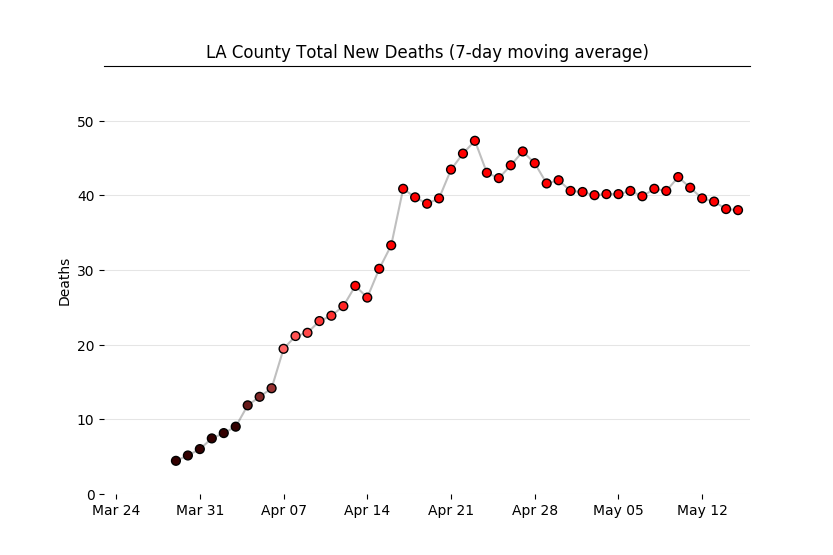 LA County Total New Deaths (7-day moving average)
50
40
30
20
10
0
Deaths
Mar 24 Mar 31 Apr 07 Apr 14 Apr 21 Apr 28 May 05 May 12